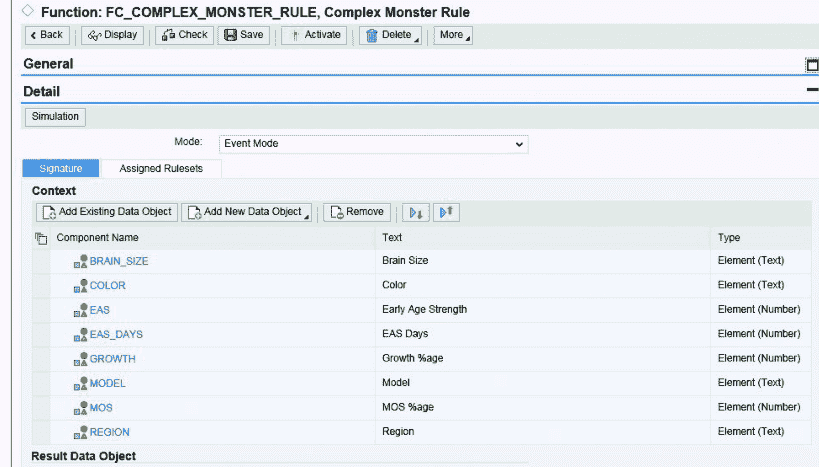 Function: FC_COMPLEX_MONSTER_RULE, Complex Monster Rule
Back Display Check Save Activate Delete More
General
Detail
Simulation
Mode: Event Mode
Signature Assigned Rulesets
Context
Add Existing Data Object Add New Data Object Remove
Component Name Text Type
BRAIN_SIZE Brain Size Element (Text)
COLOR Color Element (Text)
EAS Early Age Strength Element (Number)
EAS_DAYS EAS Days Element (Number)
GROWTH Growth %age Element (Number)
MODEL Model Element (Text)
MOS MOS %age Element (Number)
REGION Region Element (Text)
Result Data Object